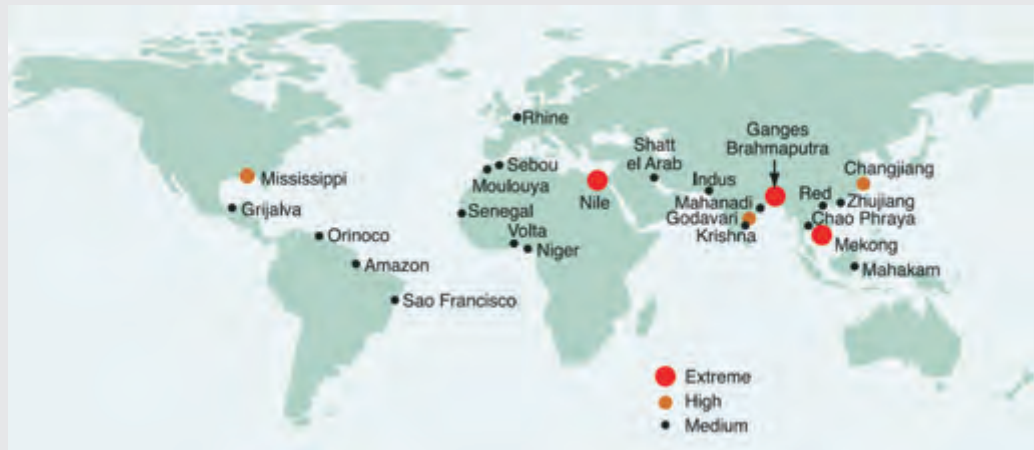 Rhine
Ganges
Brahmaputra
Shatt
el Arab
Sebou
Moulouya
Changjiang
Mississippi
Nile
Indus
Red
Mahanadi
Zhujiang
Grijalva
Senegal
Godavari
Chao Phraya
Volta
Krishna
Orinoco
Niger
Mekong
Amazon
Mahakam
Sao Francisco
Extreme
High
Medium